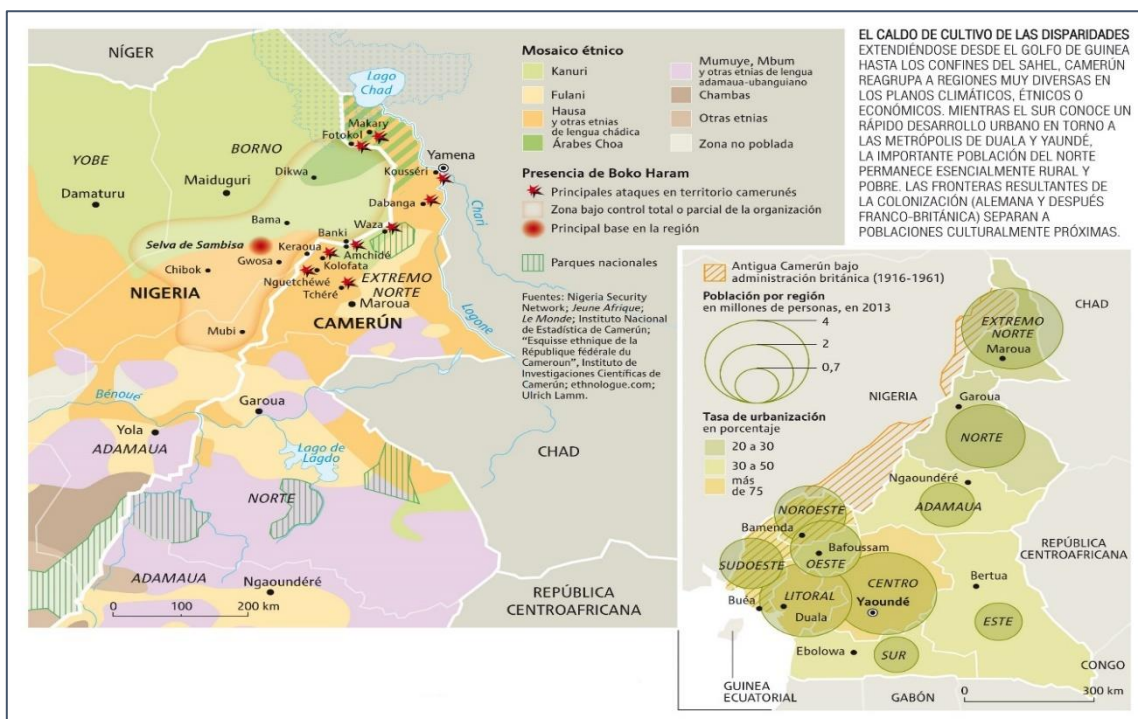 NÍGER
Lago
Chad
Makary
Fotokol
YOBE
BORNO
Yamena
Kousséri
Dikwa
Damaturu
Maiduguri
Chari
Dabanga
Bama
Waza
Banki
Selva de Sambisa
Keraoua
Amchidé
Gwosa
Kolofata
Chibok
EXTREMO
NORTE
Nguetchéwé
Tchéré
NIGERIA
Maroua
Logone
CAMERÚN
Mubi
Bénoué
Garoua
Yola
ADAMAUA
Lago de
Lagdo
CHAD
NORTE
ADAMAUA
Ngaoundéré
REPÚBLICA
CENTROAFRICANA
0 100 200 km
Mosaico étnico
Kanuri
Fulani
Hausa
y otras etnias
de lengua chádica
Árabes Choa
Mumuye, Mbum
y otras etnias de lengua
adamaua-ubanguiano
Chambas
Otras etnias
Zona no poblada
Presencia de Boko Haram
Principales ataques en territorio camerunés
Zona bajo control total o parcial de la organización
Principal base en la región
Parques nacionales
Fuentes: Nigeria Security
Network; Jeune Afrique;
Le Monde; Instituto Nacional
de Estadística de Camerún;
"Esquisse ethnique de la
République fédérale du
Cameroun", Instituto de
Investigaciones Científicas de
Camerún; ethnologue.com;
Ulrich Lamm.
EL CALDO DE CULTIVO DE LAS DISPARIDADES
EXTENDIÉNDOSE DESDE EL GOLFO DE GUINEA
HASTA LOS CONFINES DEL SAHEL, CAMERÚN
REAGRUPA A REGIONES MUY DIVERSAS EN
LOS PLANOS CLIMÁTICOS, ÉTNICOS O
ECONÓMICOS. MIENTRAS EL SUR CONOCE UN
RÁPIDO DESARROLLO URBANO EN TORNO A
LAS METRÓPOLIS DE DUALA Y YAUNDÉ,
LA IMPORTANTE POBLACIÓN DEL NORTE
PERMANECE ESENCIALMENTE RURAL Y
POBRE. LAS FRONTERAS RESULTANTES DE
LA COLONIZACIÓN (ALEMANA Y DESPUÉS
FRANCO-BRITÁNICA) SEPARAN A
POBLACIONES CULTURALMENTE PRÓXIMAS.
Antigua Camerún bajo
administración británica (1916-1961)
Población por región
en millones de personas, en 2013
4
2
0,7
Tasa de urbanización
en porcentaje
20 a 30
30 a 50
más
de 75
CHAD
EXTREMO
NORTE
Maroua
NIGERIA
Garoua
NORTE
Ngaoundéré
ADAMAUA
NOROESTE
Bamenda
Bafoussam
OESTE
SUDOESTE
REPÚBLICA
CENTROAFRICANA
CENTRO
Bertua
LITORAL
Yaoundé
Buéa
Duala
ESTE
Ebolowa
SUR
CONGO
GUINEA
ECUATORIAL
GABÓN
0 300 km